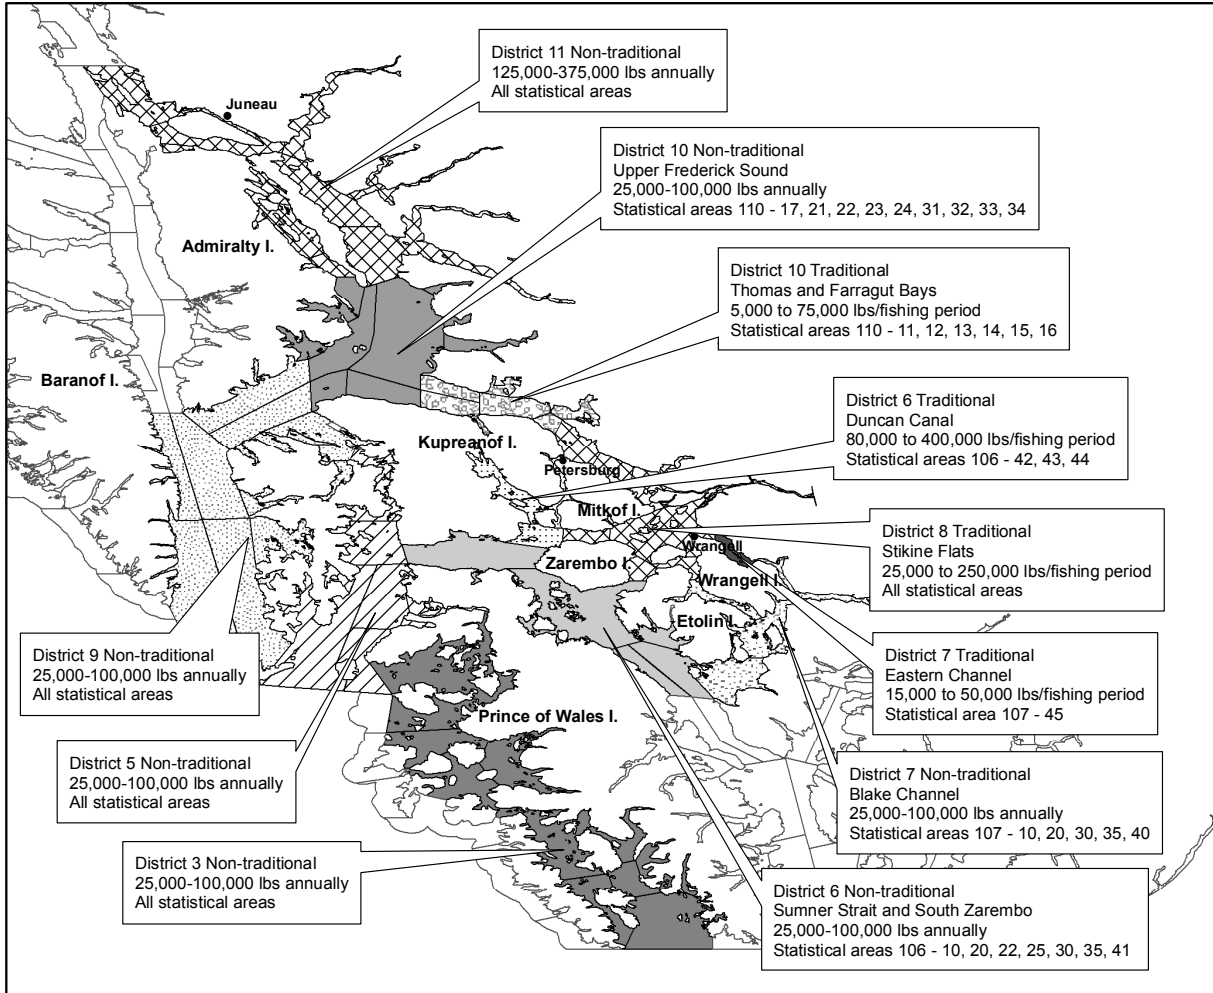 District 11 Non-traditional
125,000-375,000 lbs annually
All statistical areas
Juneau
District 10 Non-traditional
Upper Frederick Sound
25,000-100,000 lbs annually
Statistical areas 110 - 17, 21, 22, 23, 24, 31, 32, 33, 34
Admiralty I.
District 10 Traditional
Thomas and Farragut Bays
5,000 to 75,000 lbs/fishing period
Statistical areas 110 - 11, 12, 13, 14, 15, 16
Baranof I.
District 6 Traditional
Duncan Canal
80,000 to 400,000 lbs/fishing period
Statistical areas 106 - 42, 43, 44
Kupreanof I.
Petersburg
Mitkof I.
District 8 Traditional
Stikine Flats
25,000 to 250,000 lbs/fishing period
All statistical areas
Wrangell
Zarembo I.
Wrangell I.
Etolin I.
District 9 Non-traditional
25,000-100,000 lbs annually
All statistical areas
District 7 Traditional
Eastern Channel
15,000 to 50,000 lbs/fishing period
Statistical area 107 - 45
Prince of Wales I.
District 5 Non-traditional
25,000-100,000 lbs annually
All statistical areas
District 7 Non-traditional
Blake Channel
25,000-100,000 lbs annually
Statistical areas 107 - 10, 20, 30, 35, 40
District 3 Non-traditional
25,000-100,000 lbs annually
All statistical areas
District 6 Non-traditional
Sumner Strait and South Zarembo
25,000-100,000 lbs annually
Statistical areas 106 - 10, 20, 22, 25, 30, 35, 41